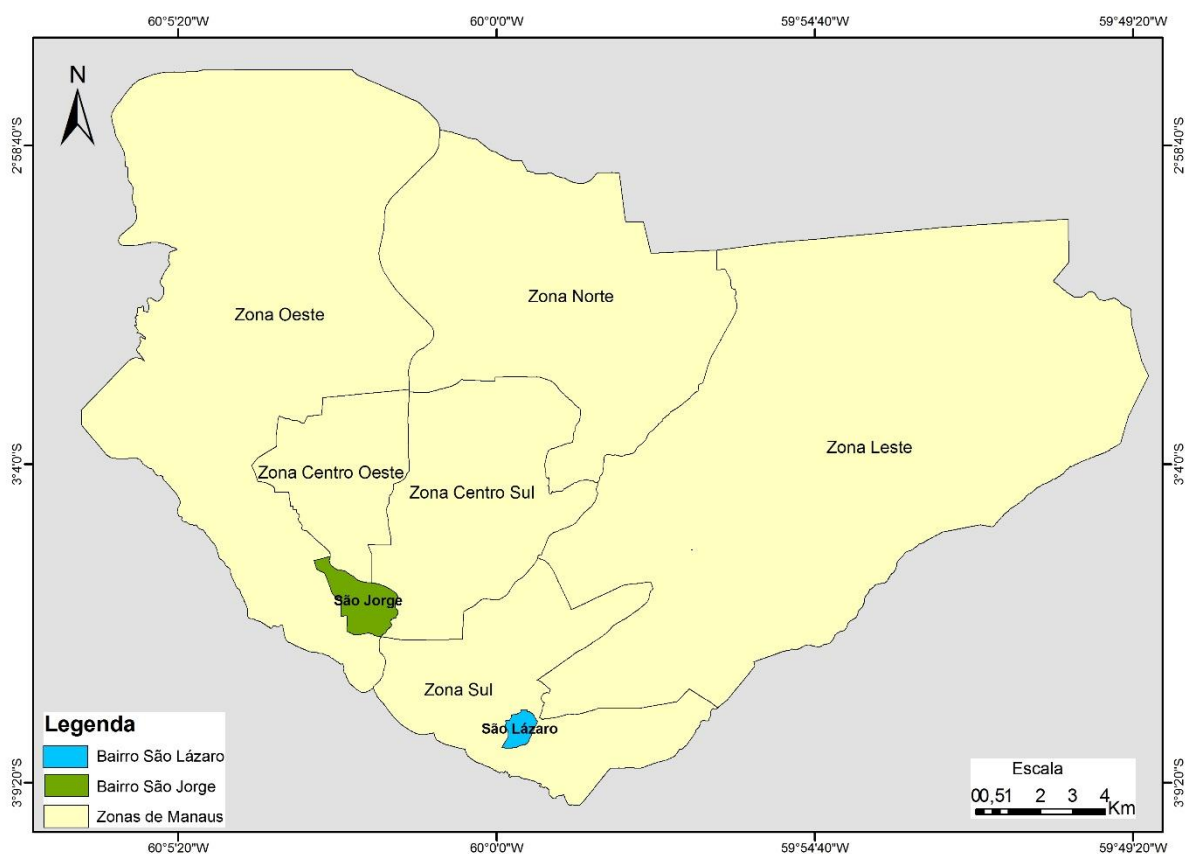 60°5'20"W 60°0'0"W 59°54'40"W 59°49'20"W
N
2°58'40"S 2°58'40"S
Zona Norte
Zona Oeste
Zona Leste
3°4'0"S 3°4'0"S
Zona Centro Oeste
Zona Centro Sul
São Jorge
Zona Sul
São Lázaro
Legenda
Bairro São Lázaro
Bairro São Jorge
Zonas de Manaus
Escala
00,51 2 3 4
Km
3°9'20"S 3°9'20"S
60°5'20"W 60°0'0"W 59°54'40"W 59°49'20"W